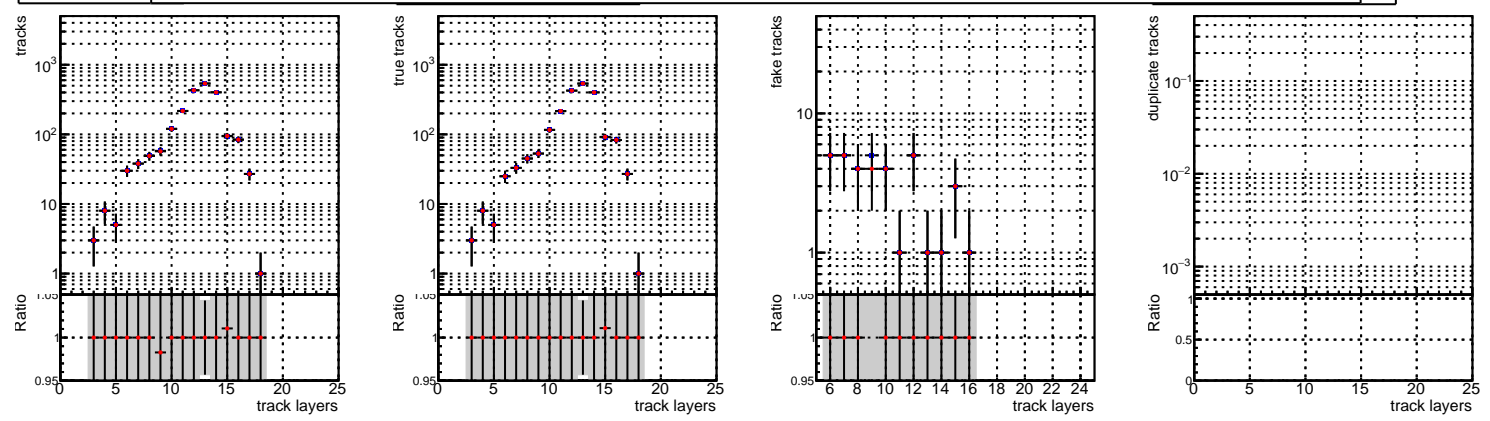 tracks
10³
10²
10
1
Ratio
1.05
1
0.95
0 5 10 15 20 25
track layers
true tracks
10³
10²
10
1
Ratio
1.05
1
0.95
0 5 10 15 20 25
track layers
fake tracks
10
1
Ratio
1.05
1
0.95
6 8 10 12 14 16 18 20 22 24
track layers
duplicate tracks
10⁻¹
10⁻²
10⁻³
Ratio
1
0.5
0
0 5 10 15 20 25
track layers